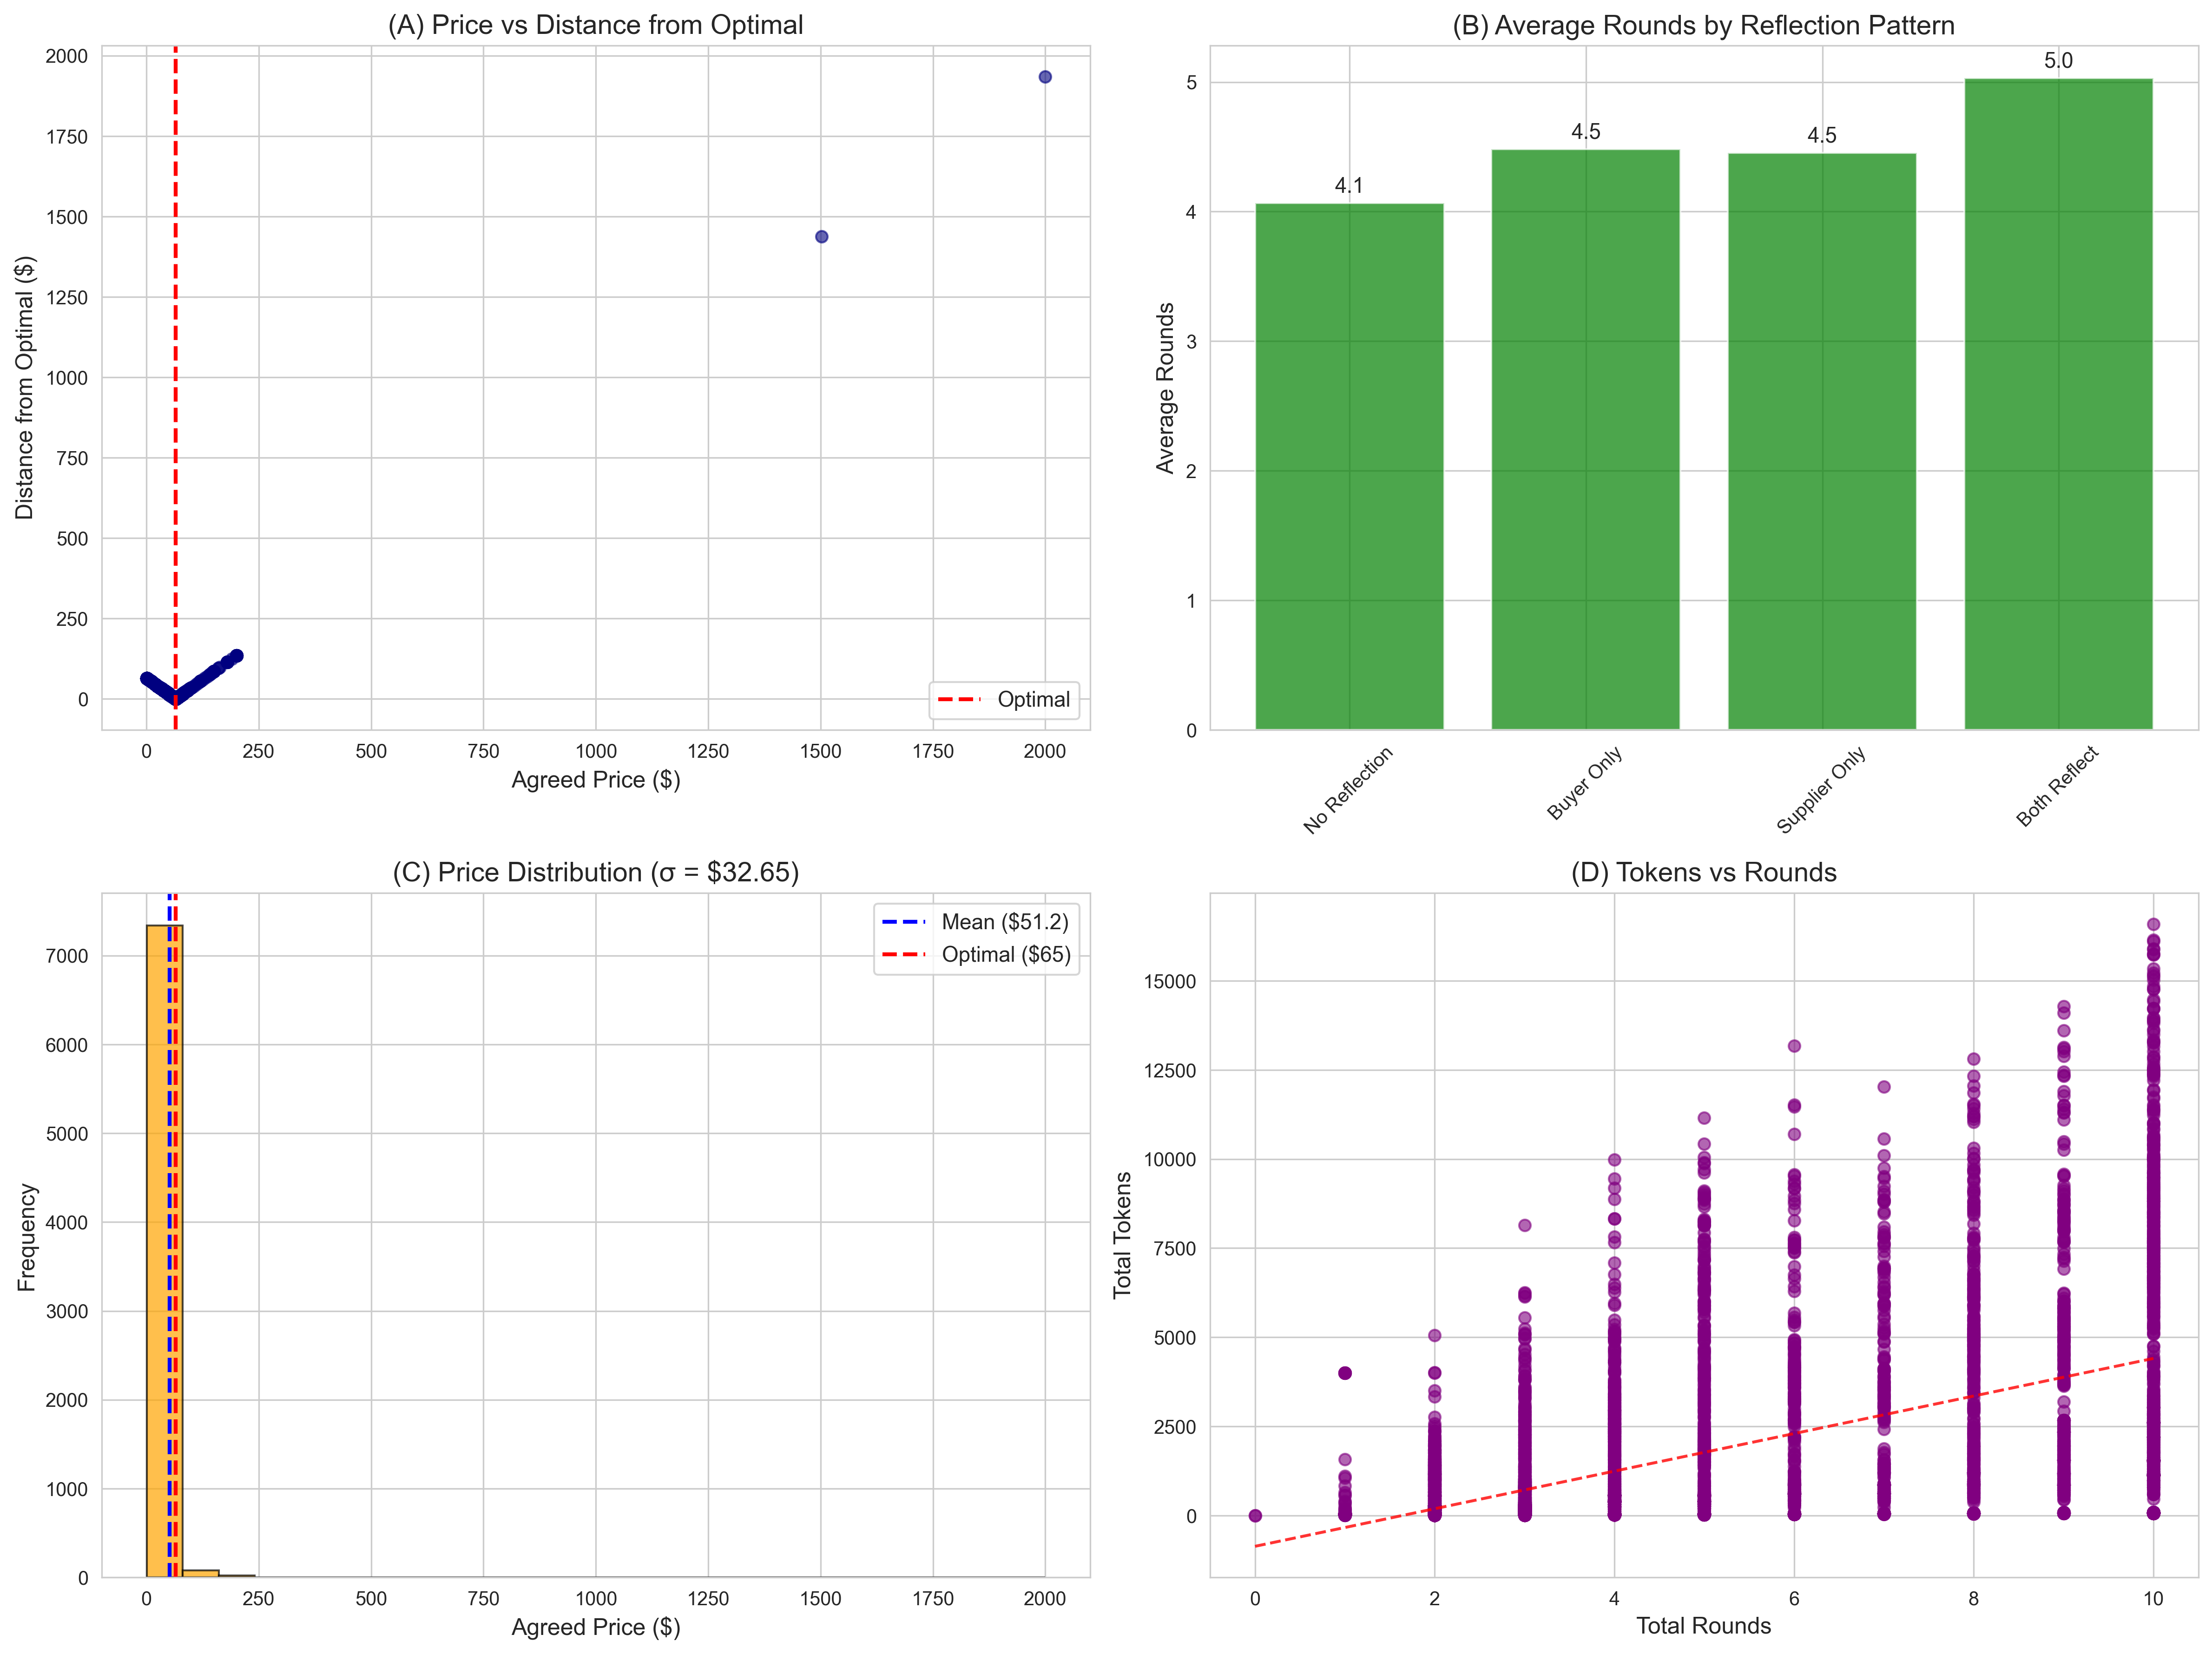 (A) Price vs Distance from Optimal
Distance from Optimal ($)
2000
1750
1500
1250
1000
750
500
250
0
0 250 500 750 1000 1250 1500 1750 2000
Agreed Price ($)
Optimal
(B) Average Rounds by Reflection Pattern
Average Rounds
5
4
3
2
1
0
4.1
4.5
4.5
5.0
No Reflection
Buyer Only
Supplier Only
Both Reflect
(C) Price Distribution (σ = $32.65)
Frequency
7000
6000
5000
4000
3000
2000
1000
0
0 250 500 750 1000 1250 1500 1750 2000
Agreed Price ($)
Mean ($51.2)
Optimal ($65)
(D) Tokens vs Rounds
Total Tokens
15000
12500
10000
7500
5000
2500
0
0 2 4 6 8 10
Total Rounds